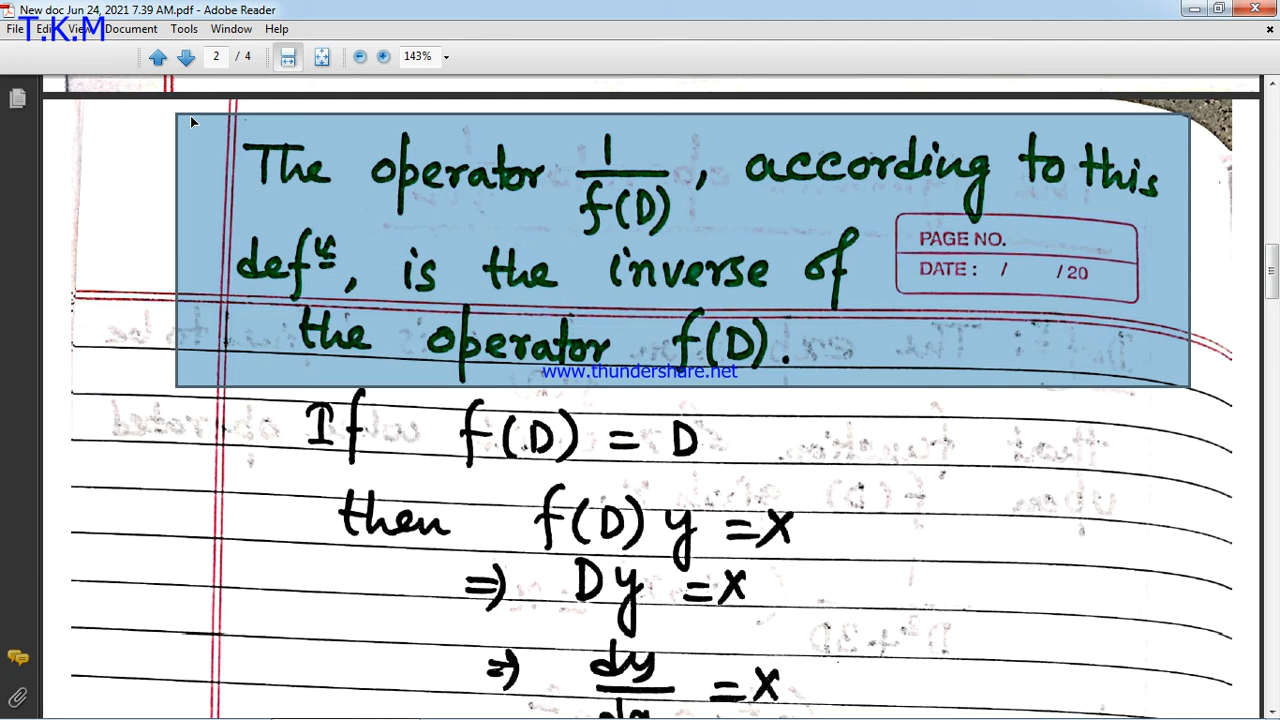 New doc Jun 24, 2021 7.39 AM.pdf - Adobe Reader
T.K.M
File Edit View Document Tools Window Help
2 / 4 143%
The operator 1/f(D), according to this
PAGE NO.
defⁿ, is the inverse of
DATE : / /20
the operator f(D).
www.thundershare.net
If f(D) = D
then f(D) y = X
=> Dy = X
=> dy/dx = X